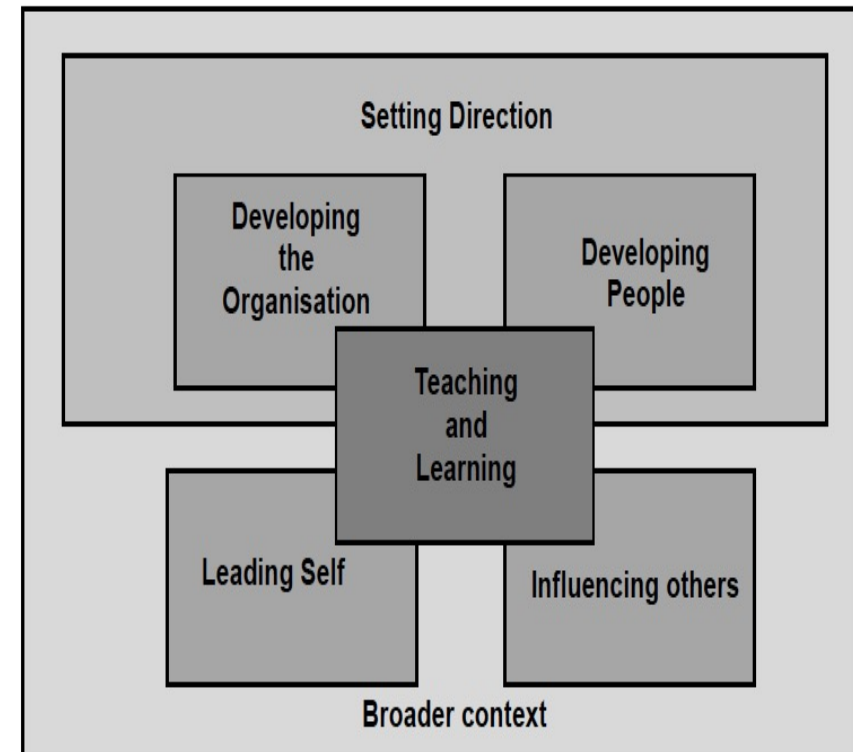 Setting Direction
Developing
the
Organisation
Developing
People
Teaching
and
Learning
Leading Self
Influencing others
Broader context